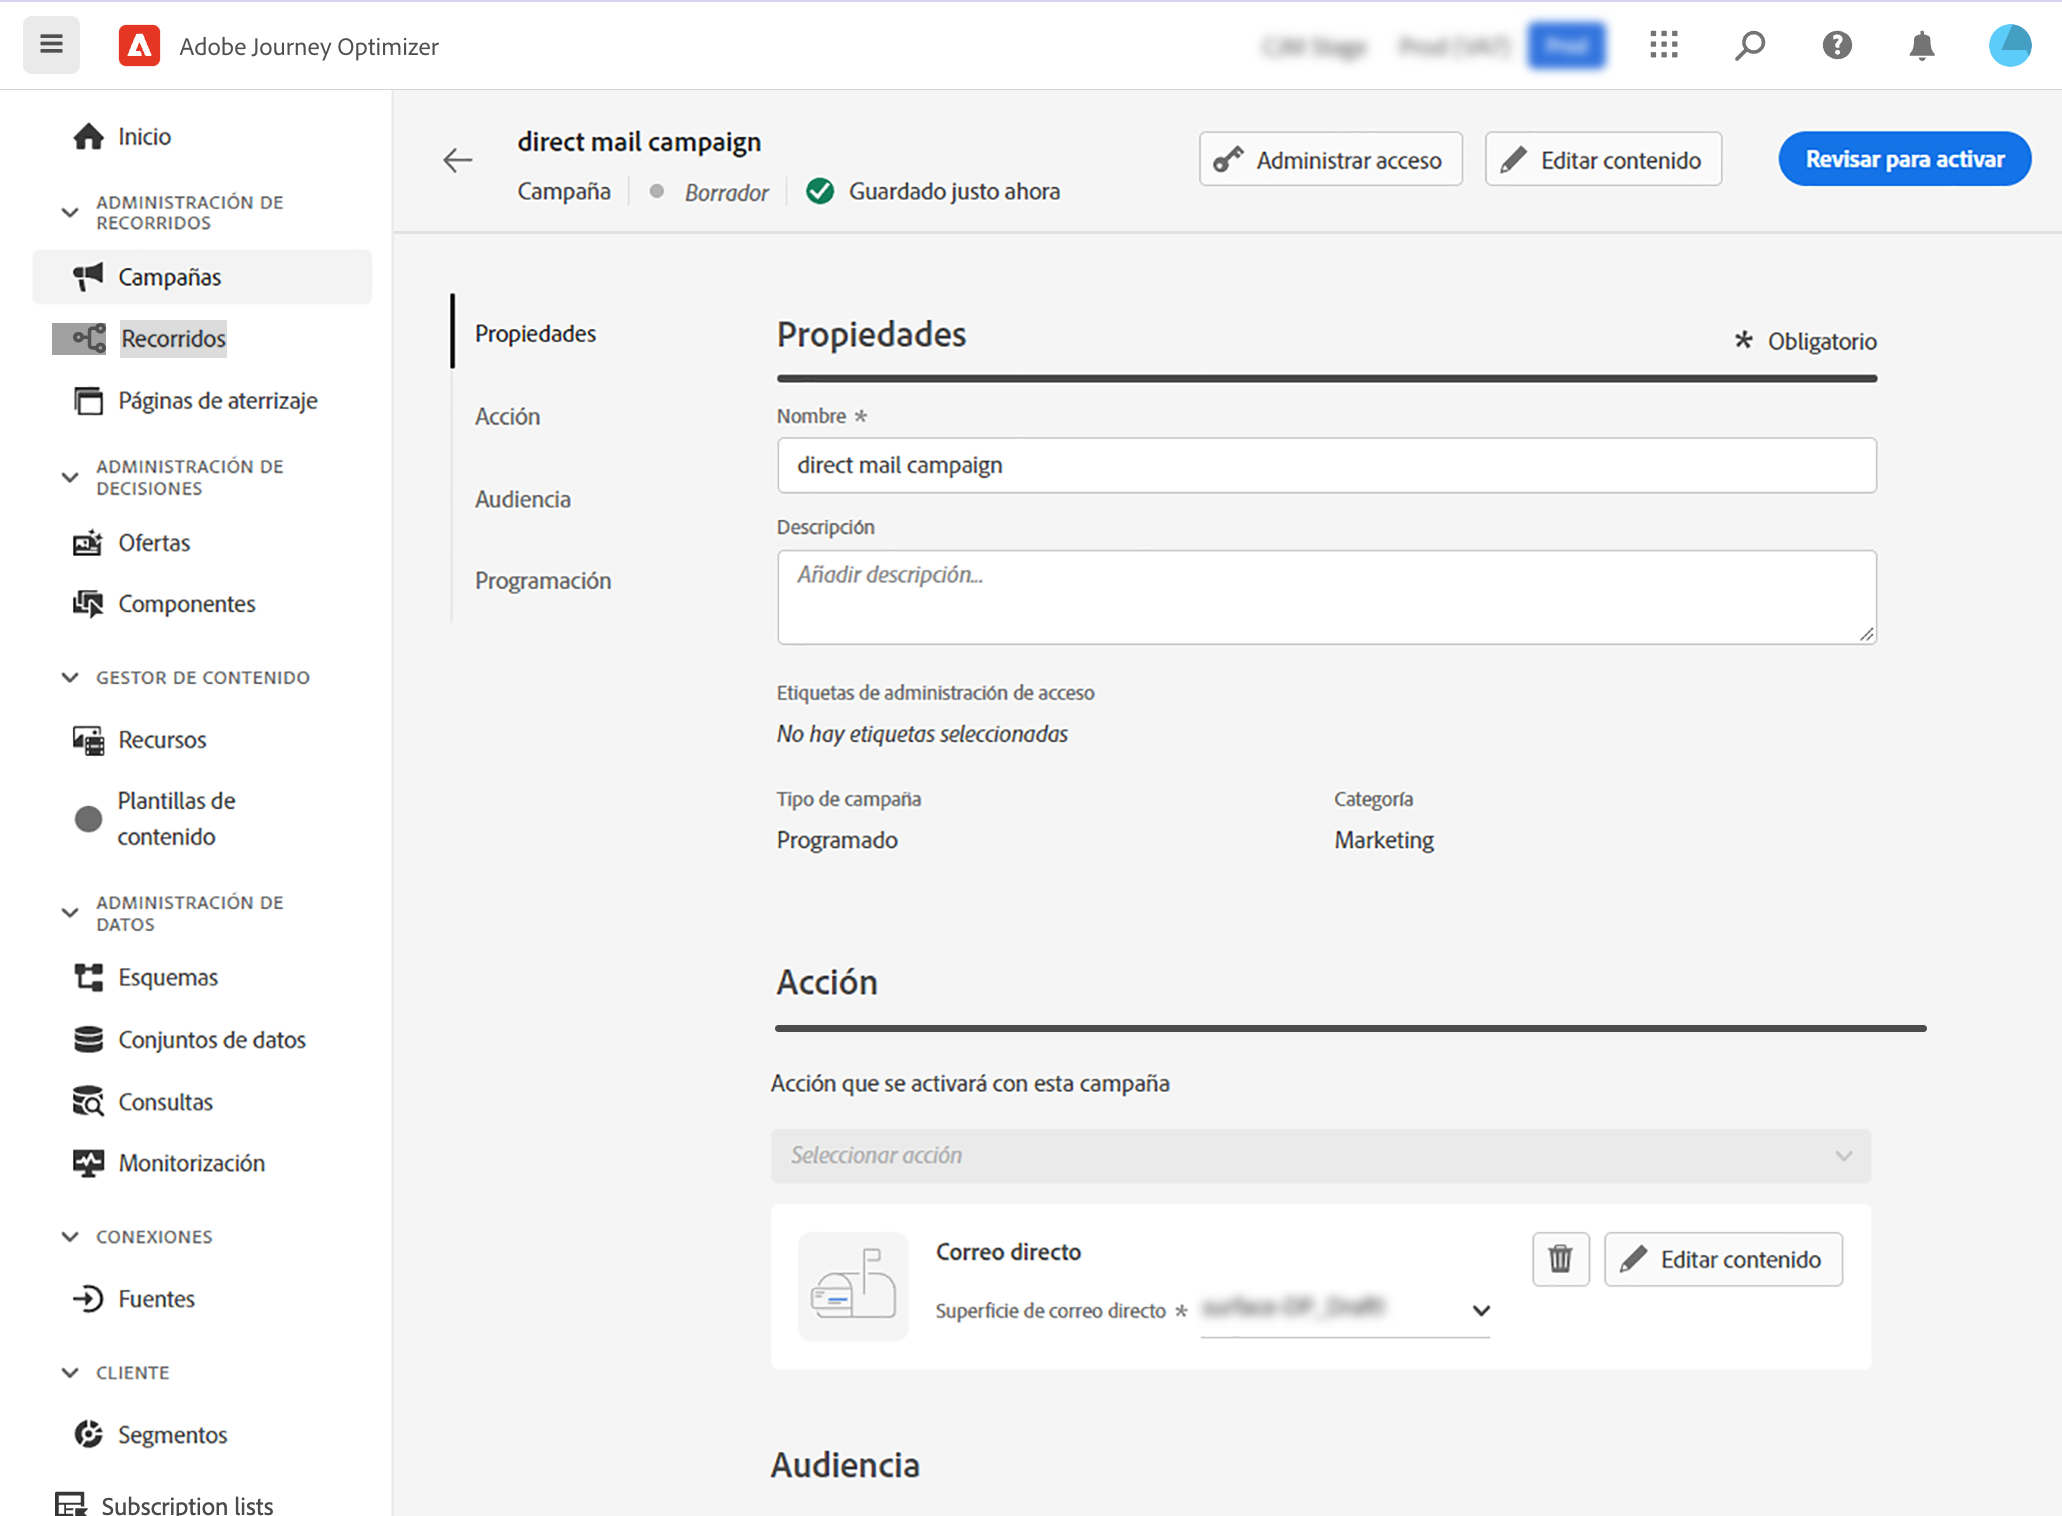 Adobe Journey Optimizer
Inicio
ADMINISTRACIÓN DE
RECORRIDOS
Campañas
Recorridos
Páginas de aterrizaje
ADMINISTRACIÓN DE
DECISIONES
Ofertas
Componentes
GESTOR DE CONTENIDO
Recursos
Plantillas de
contenido
ADMINISTRACIÓN DE
DATOS
Esquemas
Conjuntos de datos
Consultas
Monitorización
CONEXIONES
Fuentes
CLIENTE
Segmentos
Subscription lists
direct mail campaign
Campaña
Borrador
Guardado justo ahora
Administrar acceso
Editar contenido
Revisar para activar
Propiedades
Acción
Audiencia
Programación
Propiedades
* Obligatorio
Nombre *
direct mail campaign
Descripción
Añadir descripción...
Etiquetas de administración de acceso
No hay etiquetas seleccionadas
Tipo de campaña
Programado
Categoría
Marketing
Acción
Acción que se activará con esta campaña
Seleccionar acción
Correo directo
Superficie de correo directo *
Editar contenido
Audiencia